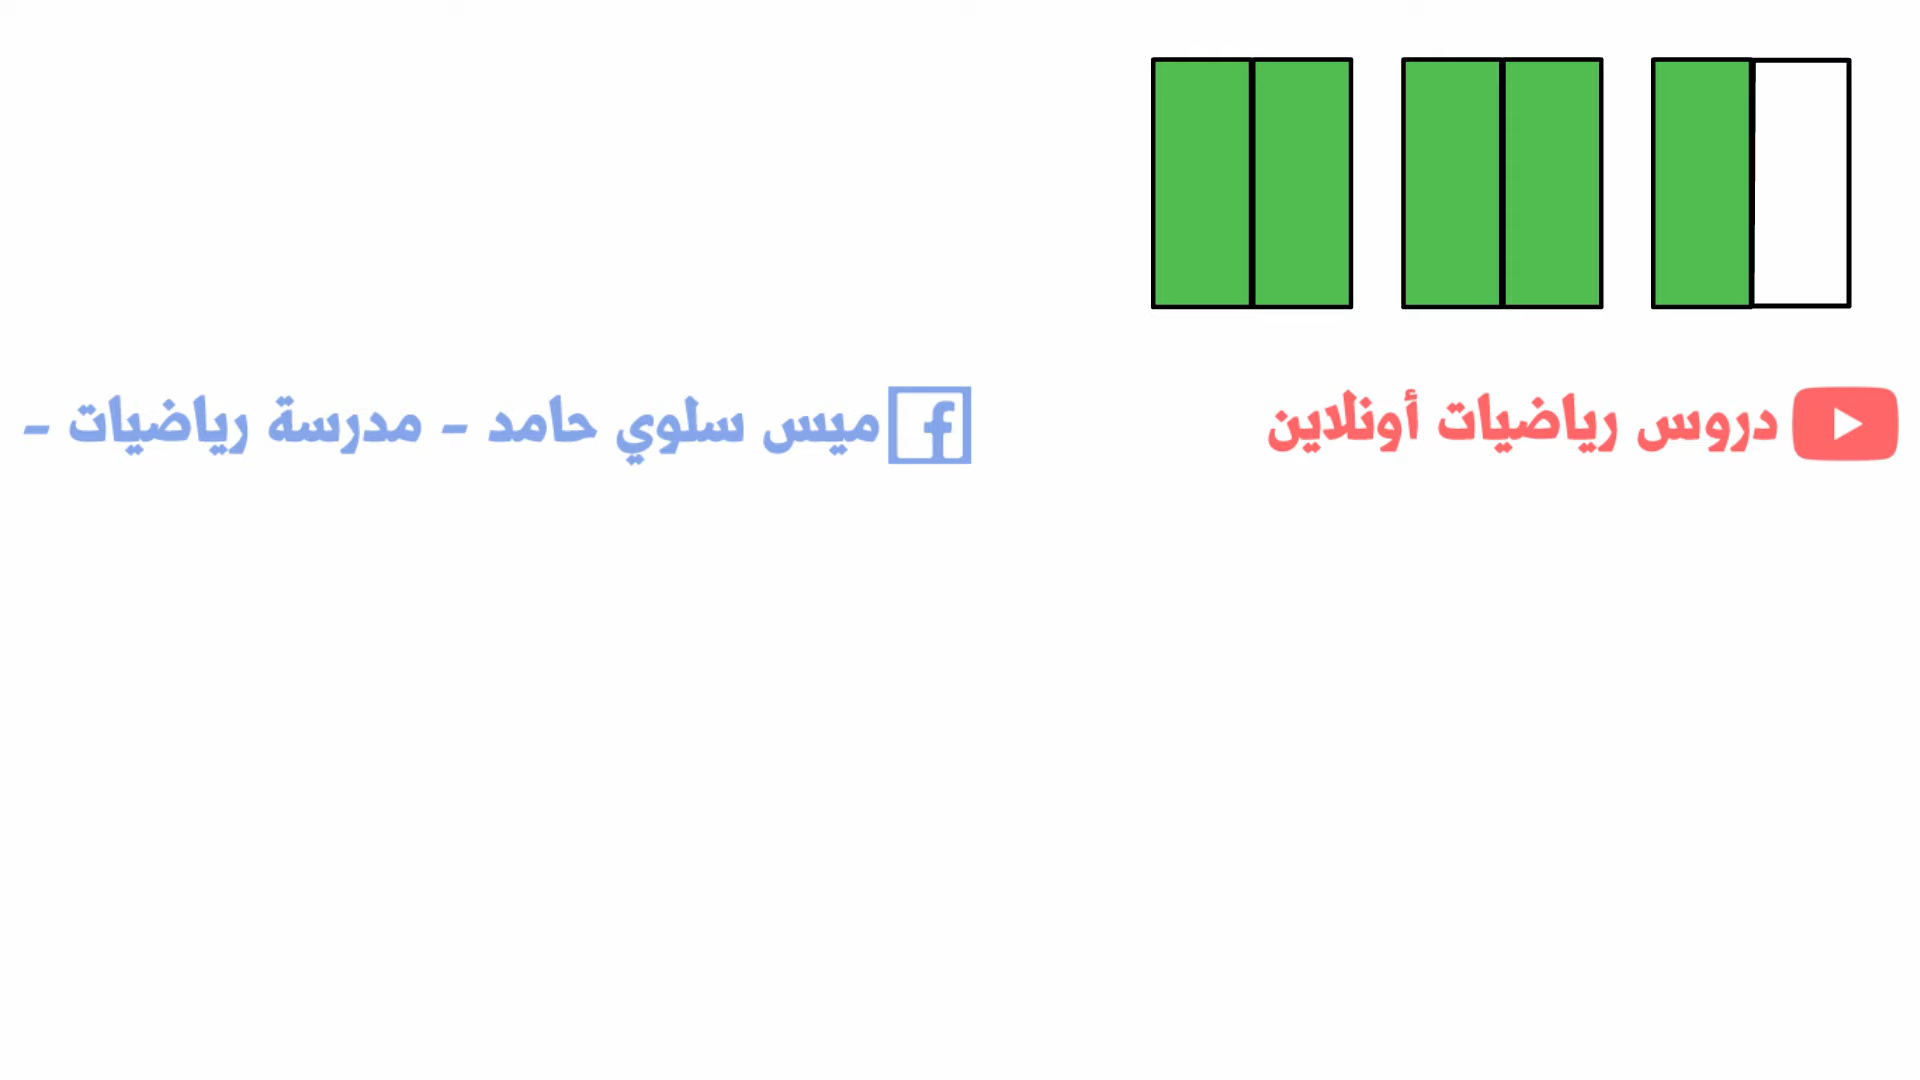 دروس رياضيات أونلاين
ميس سلوي حامد - مدرسة رياضيات -